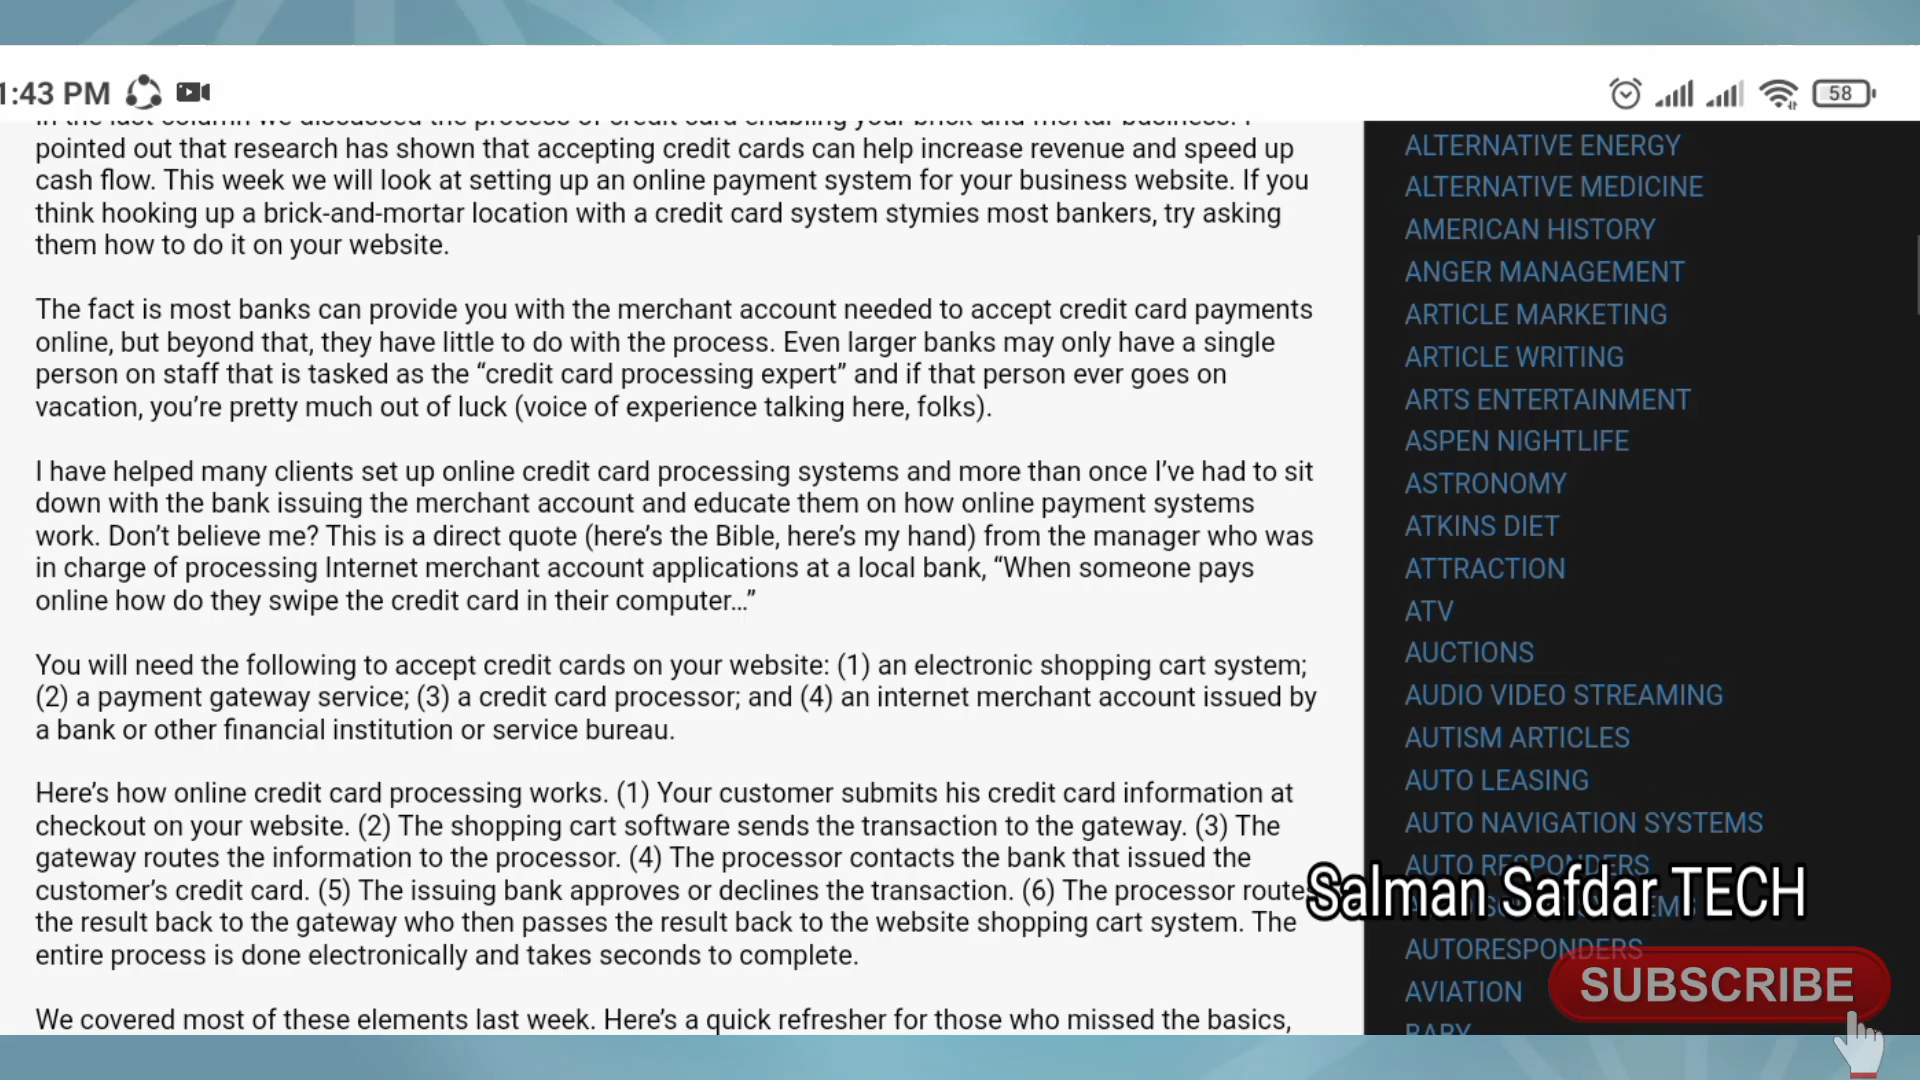 1:43 PM
58
In the last column we discussed the process of credit card enabling your brick and mortar business. I
pointed out that research has shown that accepting credit cards can help increase revenue and speed up
cash flow. This week we will look at setting up an online payment system for your business website. If you
think hooking up a brick-and-mortar location with a credit card system stymies most bankers, try asking
them how to do it on your website.
The fact is most banks can provide you with the merchant account needed to accept credit card payments
online, but beyond that, they have little to do with the process. Even larger banks may only have a single
person on staff that is tasked as the “credit card processing expert” and if that person ever goes on
vacation, you’re pretty much out of luck (voice of experience talking here, folks).
I have helped many clients set up online credit card processing systems and more than once I’ve had to sit
down with the bank issuing the merchant account and educate them on how online payment systems
work. Don’t believe me? This is a direct quote (here’s the Bible, here’s my hand) from the manager who was
in charge of processing Internet merchant account applications at a local bank, “When someone pays
online how do they swipe the credit card in their computer…”
You will need the following to accept credit cards on your website: (1) an electronic shopping cart system;
(2) a payment gateway service; (3) a credit card processor; and (4) an internet merchant account issued by
a bank or other financial institution or service bureau.
Here’s how online credit card processing works. (1) Your customer submits his credit card information at
checkout on your website. (2) The shopping cart software sends the transaction to the gateway. (3) The
gateway routes the information to the processor. (4) The processor contacts the bank that issued the
customer’s credit card. (5) The issuing bank approves or declines the transaction. (6) The processor route
the result back to the gateway who then passes the result back to the website shopping cart system. The
entire process is done electronically and takes seconds to complete.
We covered most of these elements last week. Here’s a quick refresher for those who missed the basics,
ALTERNATIVE ENERGY
ALTERNATIVE MEDICINE
AMERICAN HISTORY
ANGER MANAGEMENT
ARTICLE MARKETING
ARTICLE WRITING
ARTS ENTERTAINMENT
ASPEN NIGHTLIFE
ASTRONOMY
ATKINS DIET
ATTRACTION
ATV
AUCTIONS
AUDIO VIDEO STREAMING
AUTISM ARTICLES
AUTO LEASING
AUTO NAVIGATION SYSTEMS
AUTO RESPONDERS
Salman Safdar TECH
AUTORESPONDERS
AVIATION
SUBSCRIBE
BABY